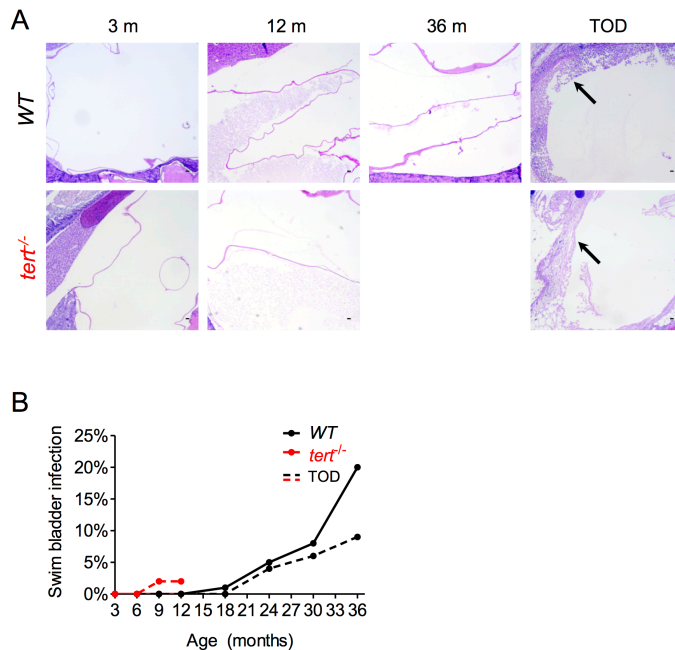 A
3 m 12 m 36 m TOD
WT
tert-/-
B
Swim bladder infection
25%
20%
15%
10%
5%
0%
WT
tert-/-
TOD
3 6 9 12 15 18 21 24 27 30 33 36
Age (months)